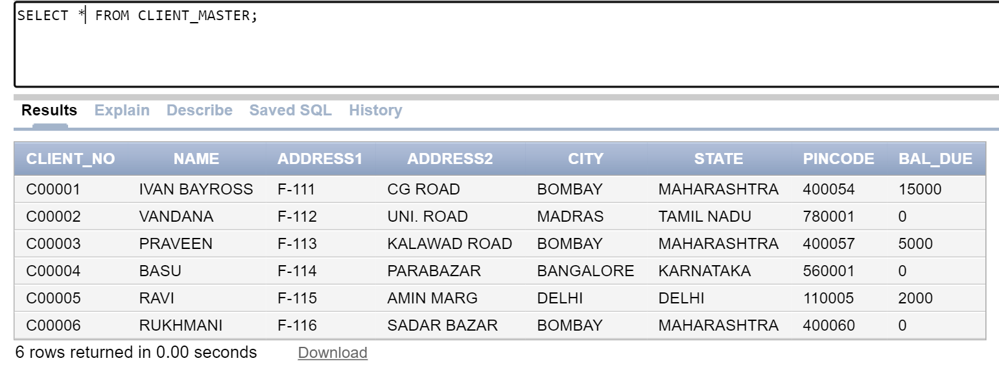 SELECT * FROM CLIENT_MASTER;
Results Explain Describe Saved SQL History
CLIENT_NO NAME ADDRESS1 ADDRESS2 CITY STATE PINCODE BAL_DUE
C00001 IVAN BAYROSS F-111 CG ROAD BOMBAY MAHARASHTRA 400054 15000
C00002 VANDANA F-112 UNI. ROAD MADRAS TAMIL NADU 780001 0
C00003 PRAVEEN F-113 KALAWAD ROAD BOMBAY MAHARASHTRA 400057 5000
C00004 BASU F-114 PARABAZAR BANGALORE KARNATAKA 560001 0
C00005 RAVI F-115 AMIN MARG DELHI DELHI 110005 2000
C00006 RUKHMANI F-116 SADAR BAZAR BOMBAY MAHARASHTRA 400060 0
6 rows returned in 0.00 seconds Download